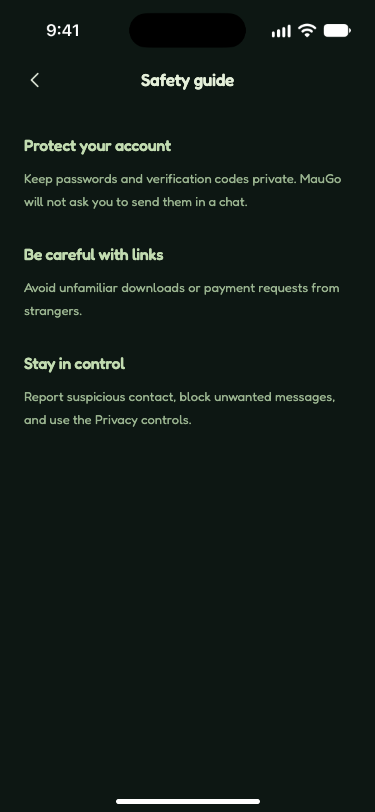 9:41
Safety guide
Protect your account
Keep passwords and verification codes private. MauGo
will not ask you to send them in a chat.
Be careful with links
Avoid unfamiliar downloads or payment requests from
strangers.
Stay in control
Report suspicious contact, block unwanted messages,
and use the Privacy controls.